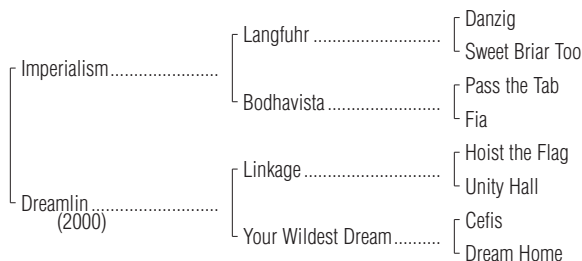 Danzig
Langfuhr
Sweet Briar Too
Imperialism
Pass the Tab
Bodhavista
Fia
Hoist the Flag
Linkage
Unity Hall
Dreamlin
(2000)
Cefis
Your Wildest Dream
Dream Home